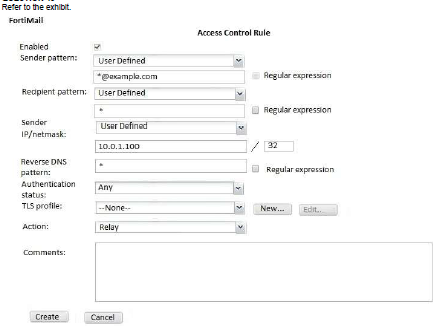 Refer to the exhibit.
FortiMail
Access Control Rule
Enabled
Sender pattern: User Defined
*@example.com Regular expression
Recipient pattern: User Defined
* Regular expression
Sender
IP/netmask: User Defined
10.0.1.100 / 32
Reverse DNS
pattern: * Regular expression
Authentication
status: Any
TLS profile: --None-- New... Edit...
Action: Relay
Comments:
Create Cancel